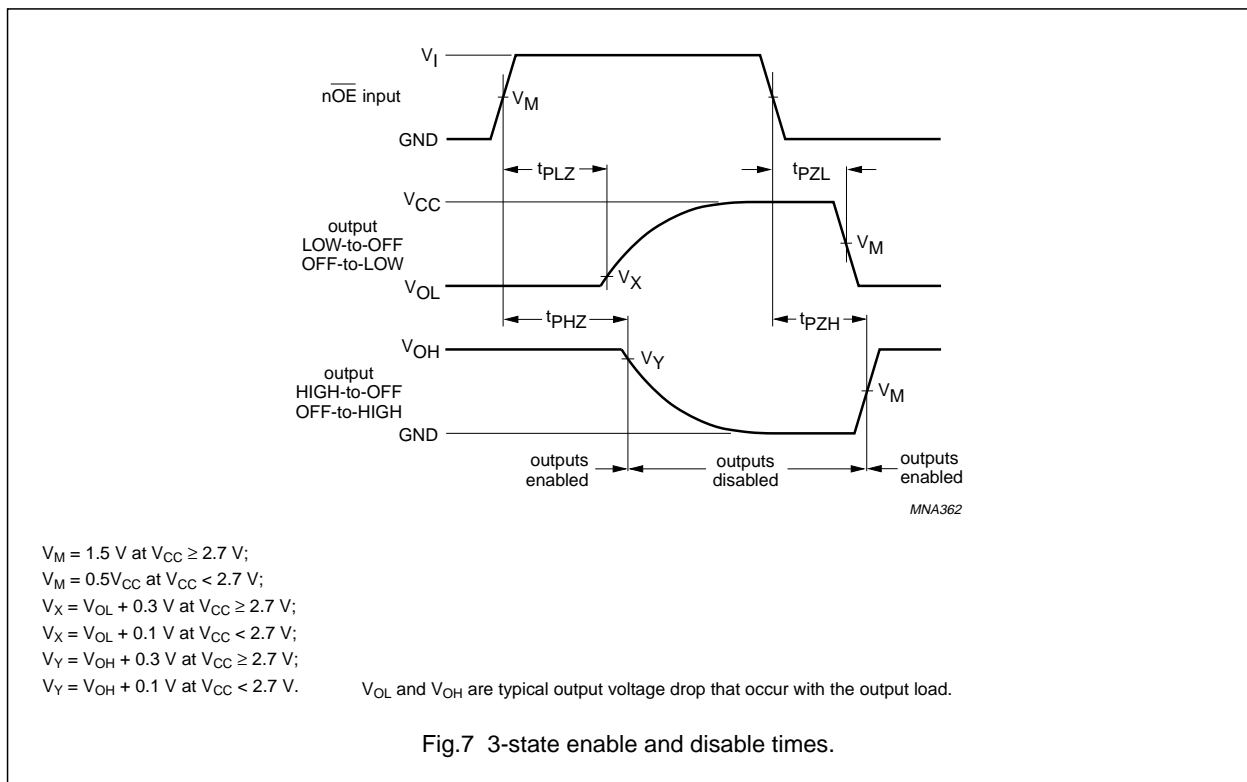 V_I
nOE input
V_M
GND
t_PLZ
t_PZL
V_CC
output
LOW-to-OFF
OFF-to-LOW
V_M
V_X
V_OL
t_PHZ
t_PZH
V_OH
V_Y
output
HIGH-to-OFF
OFF-to-HIGH
V_M
GND
outputs
enabled
outputs
disabled
outputs
enabled
MNA362
V_M = 1.5 V at V_CC ≥ 2.7 V;
V_M = 0.5V_CC at V_CC < 2.7 V;
V_X = V_OL + 0.3 V at V_CC ≥ 2.7 V;
V_X = V_OL + 0.1 V at V_CC < 2.7 V;
V_Y = V_OH + 0.3 V at V_CC ≥ 2.7 V;
V_Y = V_OH + 0.1 V at V_CC < 2.7 V.
V_OL and V_OH are typical output voltage drop that occur with the output load.
Fig.7 3-state enable and disable times.